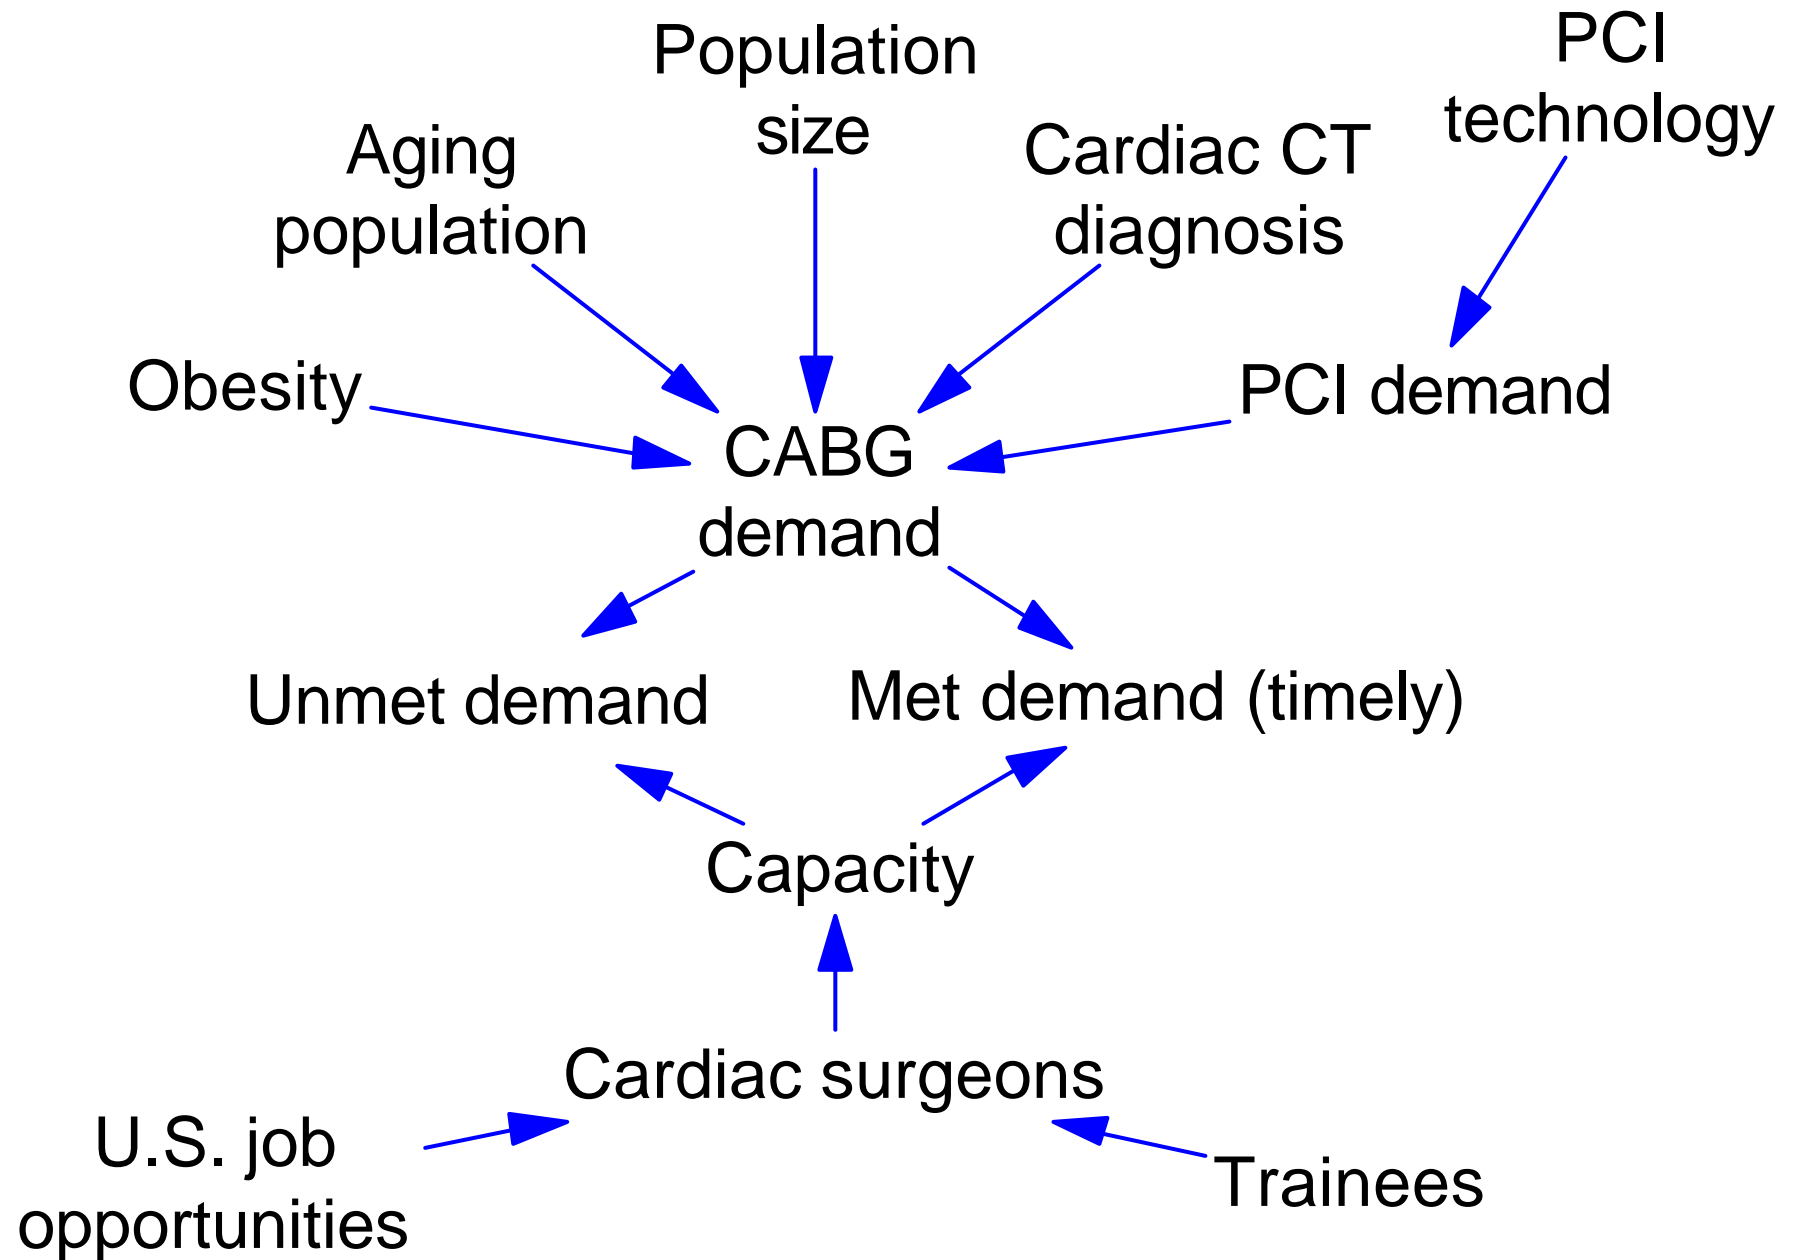 Population
size
PCI
technology
Aging
population
Cardiac CT
diagnosis
Obesity
PCI demand
CABG
demand
Unmet demand
Met demand (timely)
Capacity
Cardiac surgeons
U.S. job
opportunities
Trainees